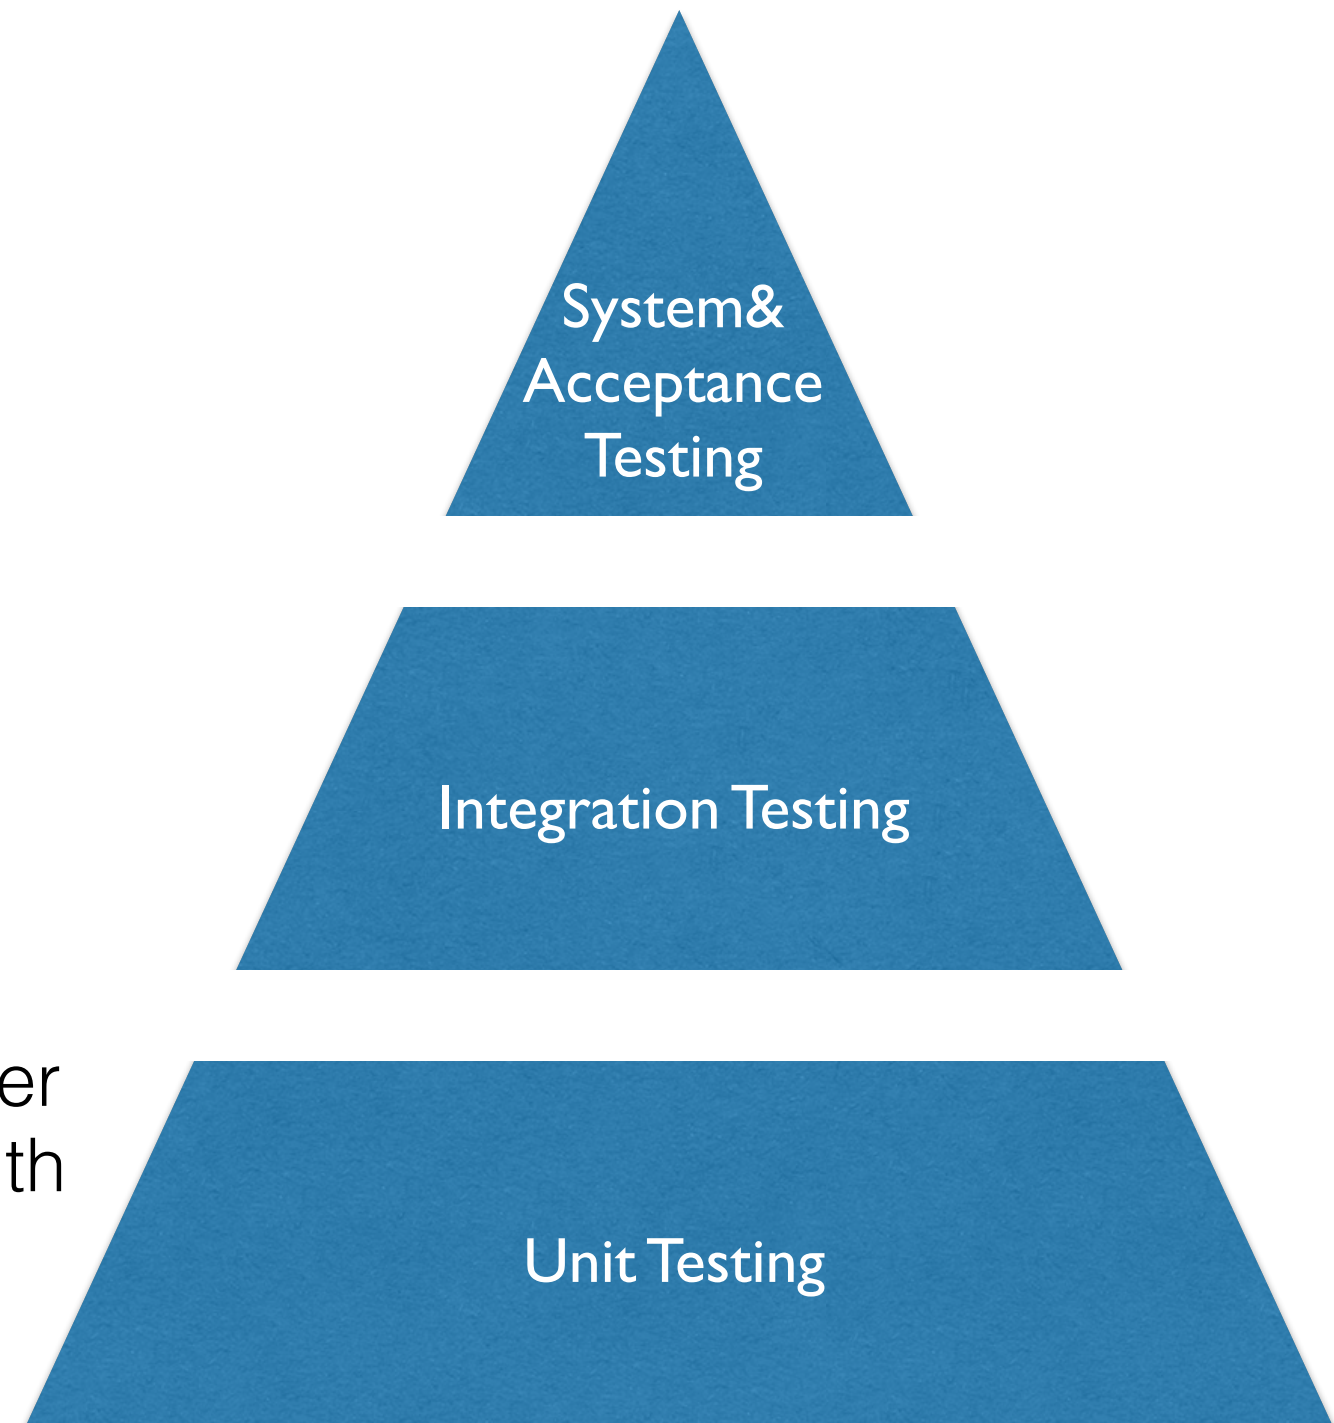 System&
Acceptance
Testing
Integration Testing
er
th
Unit Testing